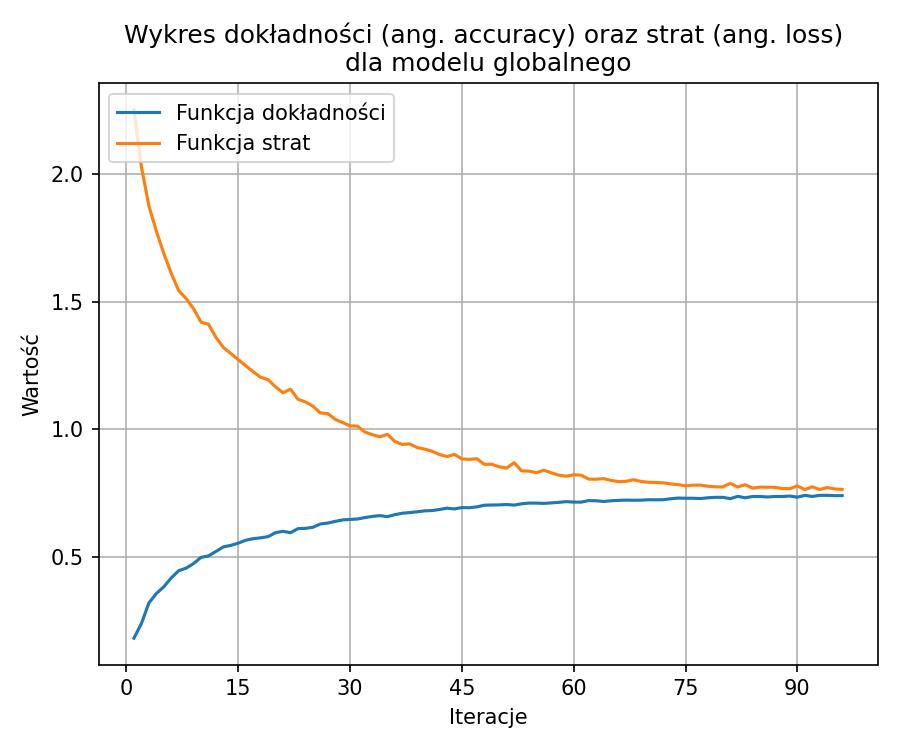 Wykres dokładności (ang. accuracy) oraz strat (ang. loss)
dla modelu globalnego
Funkcja dokładności
Funkcja strat
2.0
1.5
1.0
0.5
Wartość
0 15 30 45 60 75 90
Iteracje